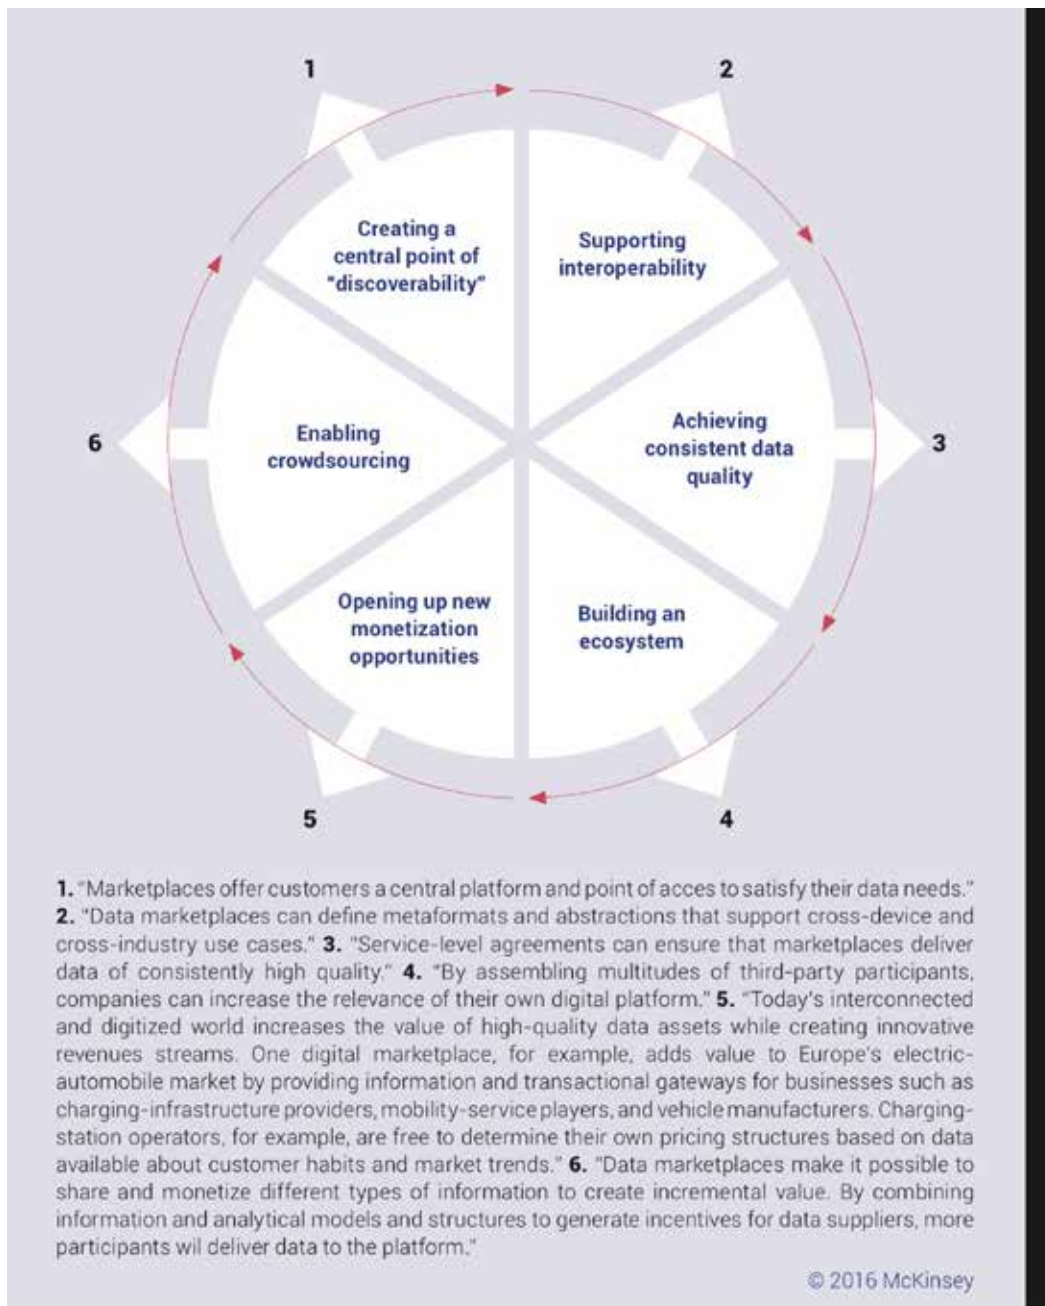 1
2
Creating a
central point of
"discoverability"
Supporting
interoperability
6
Enabling
crowdsourcing
Achieving
consistent data
quality
3
Opening up new
monetization
opportunities
Building an
ecosystem
5
4
1. "Marketplaces offer customers a central platform and point of acces to satisfy their data needs."
2. "Data marketplaces can define metaformats and abstractions that support cross-device and
cross-industry use cases." 3. "Service-level agreements can ensure that marketplaces deliver
data of consistently high quality." 4. "By assembling multitudes of third-party participants,
companies can increase the relevance of their own digital platform." 5. "Today's interconnected
and digitized world increases the value of high-quality data assets while creating innovative
revenues streams. One digital marketplace, for example, adds value to Europe's electric-
automobile market by providing information and transactional gateways for businesses such as
charging-infrastructure providers, mobility-service players, and vehicle manufacturers. Charging-
station operators, for example, are free to determine their own pricing structures based on data
available about customer habits and market trends." 6. "Data marketplaces make it possible to
share and monetize different types of information to create incremental value. By combining
information and analytical models and structures to generate incentives for data suppliers, more
participants wil deliver data to the platform."
© 2016 McKinsey